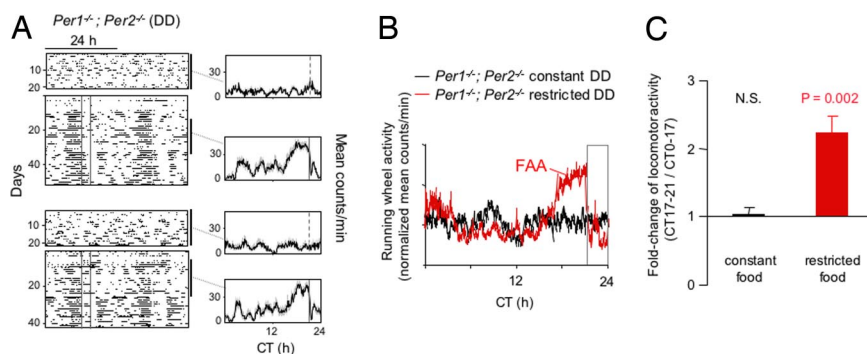 A
Per1-/-; Per2-/- (DD)
24 h
10
20
20
40
10
20
20
40
Days
30
0
30
0
30
0
30
0
12
24
CT (h)
Mean counts/min
B
Per1-/-; Per2-/- constant DD
Per1-/-; Per2-/- restricted DD
FAA
Running wheel activity
(normalized mean counts/min)
12
24
CT (h)
C
3
2
1
0
N.S.
P = 0.002
Fold-change of locomotoractivity
(CT17-21 / CT0-17)
constant
food
restricted
food